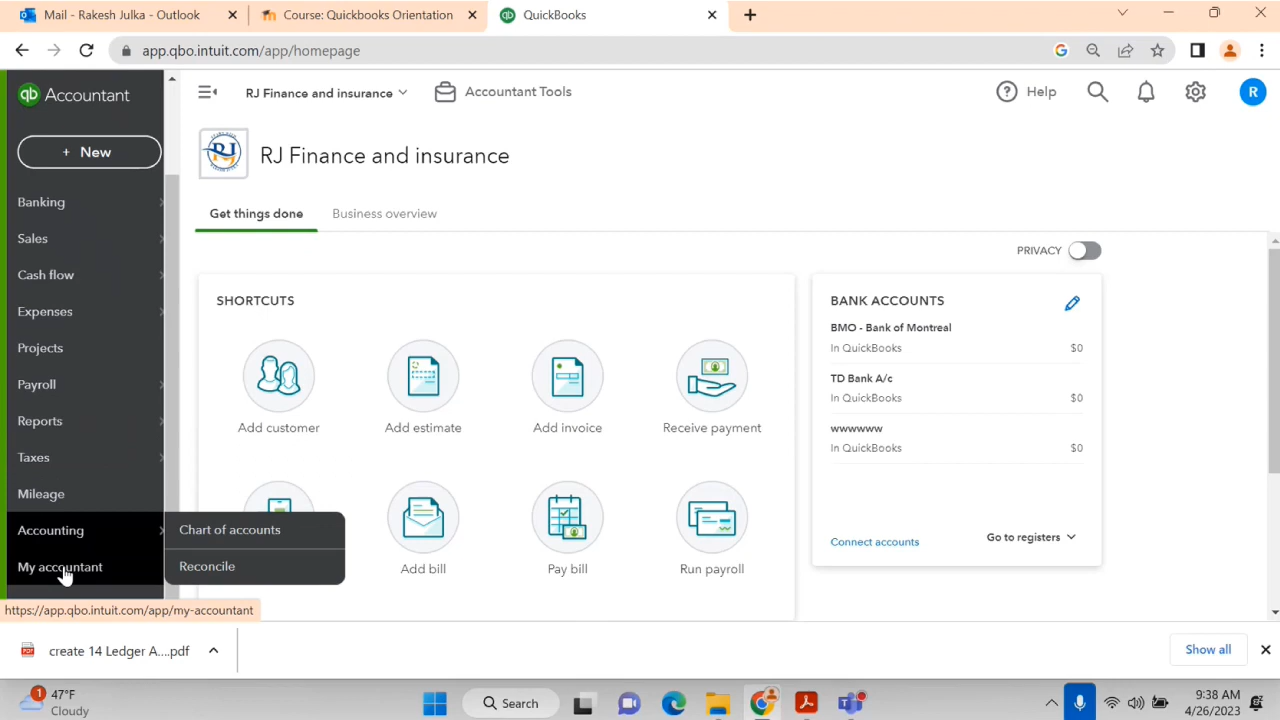 Mail - Rakesh Julka - Outlook
Course: Quickbooks Orientation
QuickBooks
app.qbo.intuit.com/app/homepage
qb Accountant
RJ Finance and insurance
Accountant Tools
Help
R
+ New
RJ
RJ Finance and insurance
Banking
Sales
Cash flow
Expenses
Projects
Payroll
Reports
Taxes
Mileage
Accounting
My accountant
Chart of accounts
Reconcile
Get things done
Business overview
PRIVACY
SHORTCUTS
Add customer
Add estimate
Add invoice
Receive payment
Add bill
Pay bill
Run payroll
BANK ACCOUNTS
BMO - Bank of Montreal
In QuickBooks $0
TD Bank A/c
In QuickBooks $0
wwwwww
In QuickBooks $0
Connect accounts
Go to registers
https://app.qbo.intuit.com/app/my-accountant
PDF
create 14 Ledger A....pdf
Show all
1
47°F
Cloudy
Search
9:38 AM
4/26/2023